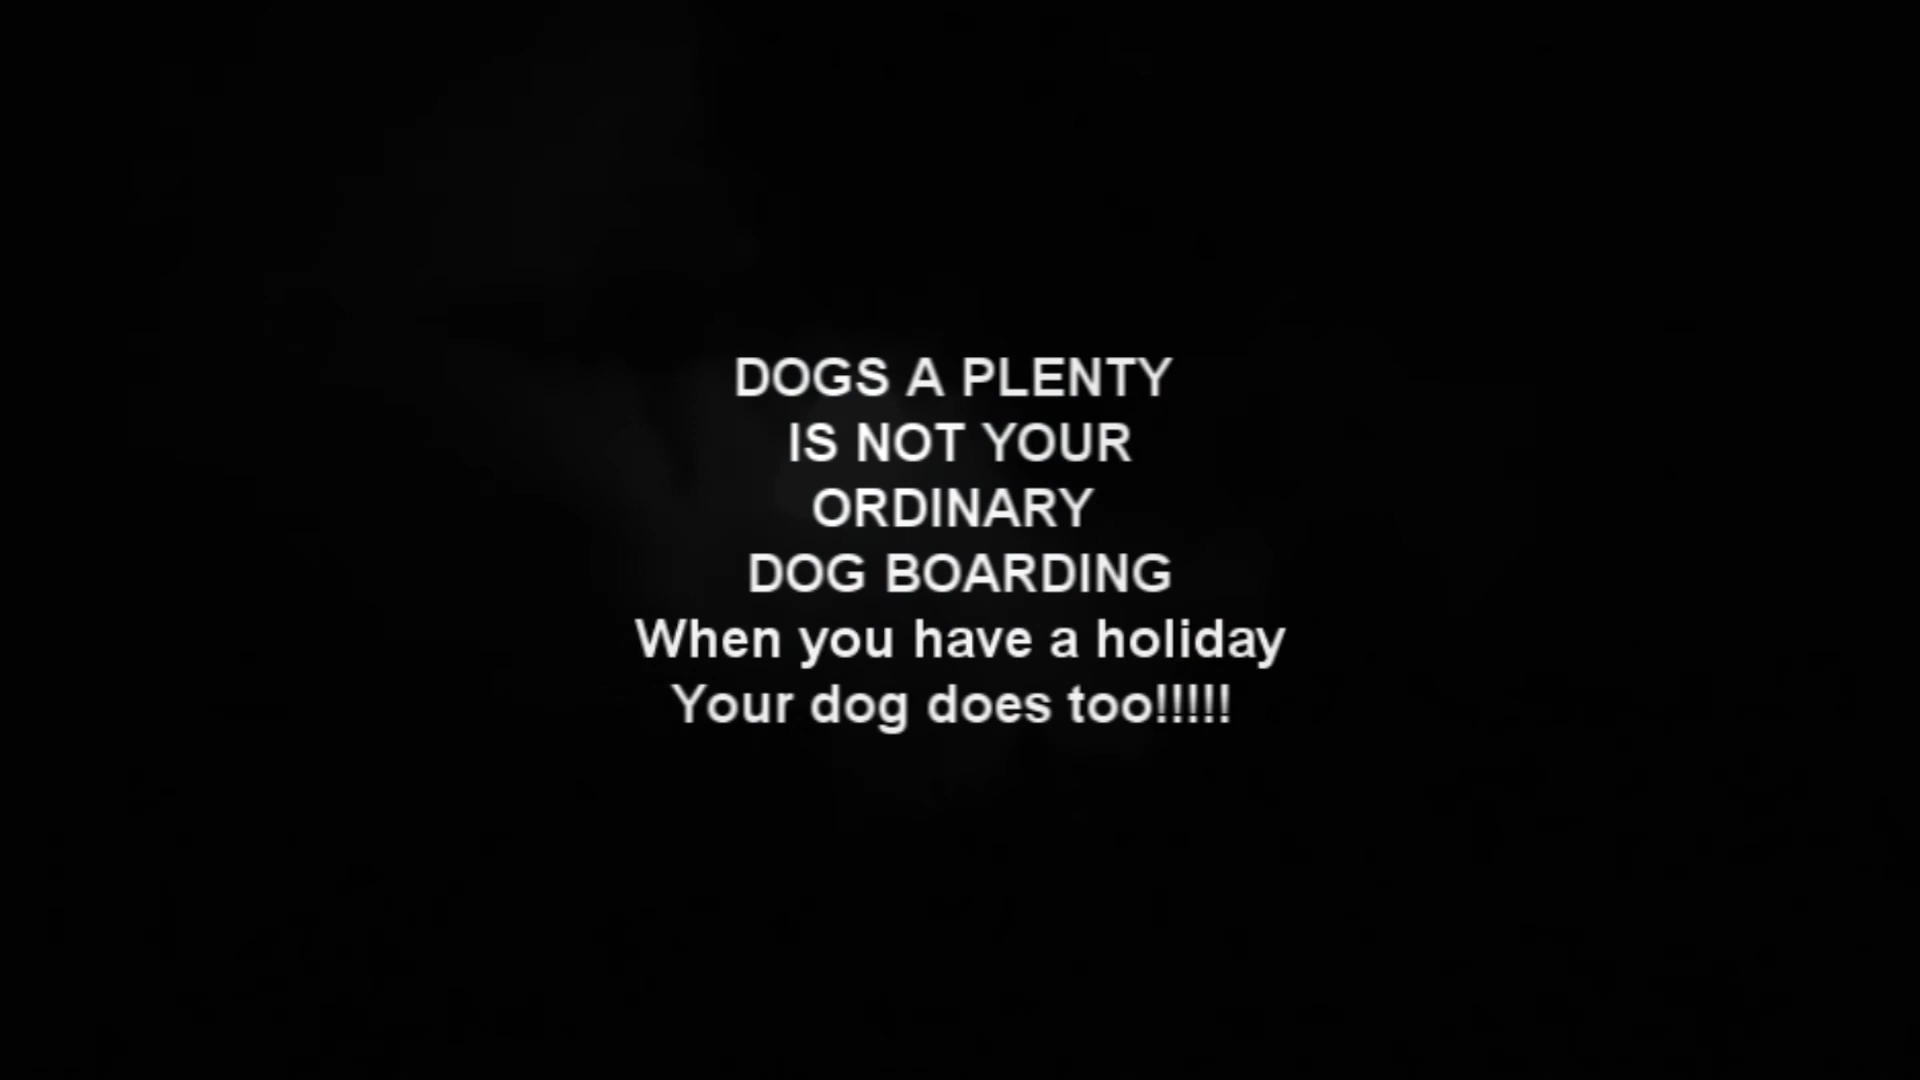 DOGS A PLENTY
IS NOT YOUR
ORDINARY
DOG BOARDING
When you have a holiday
Your dog does too!!!!!